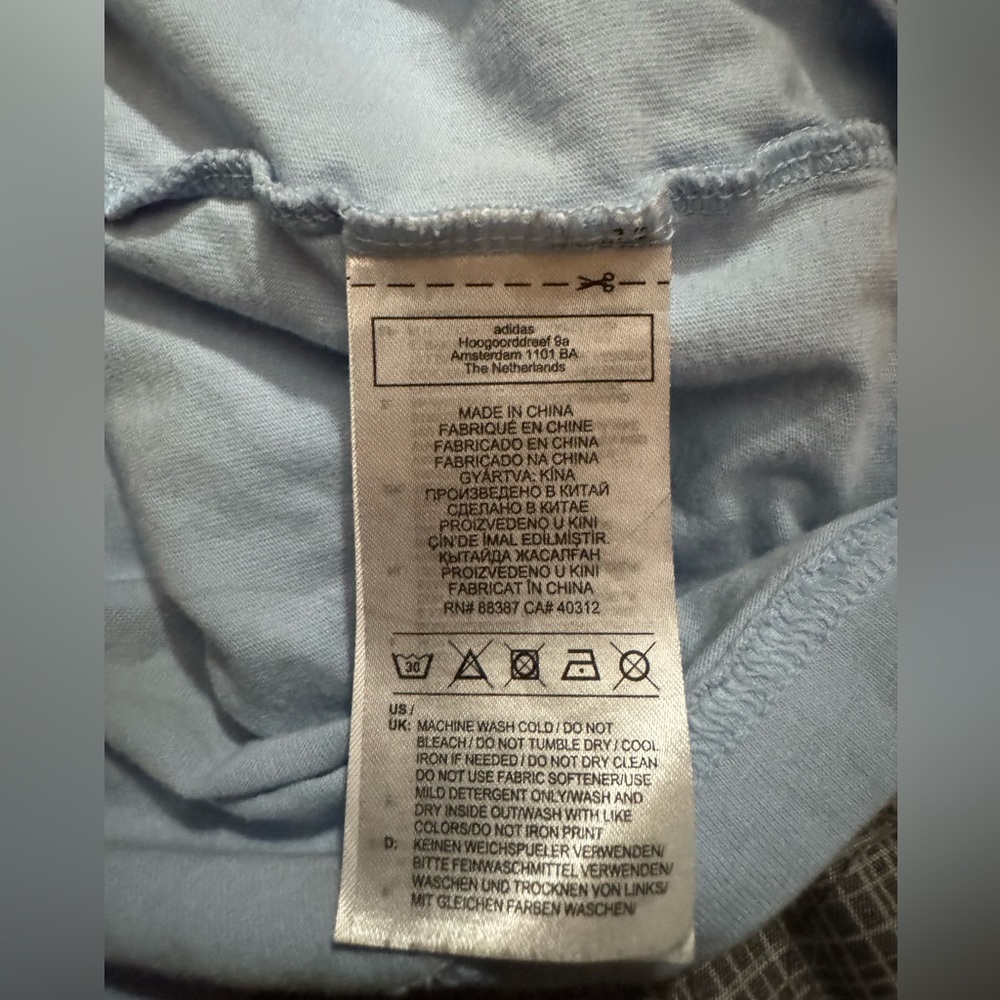 adidas
Hoogoorddreef 9a
Amsterdam 1101 BA
The Netherlands
MADE IN CHINA
FABRIQUÉ EN CHINE
FABRICADO EN CHINA
FABRICADO NA CHINA
GYÁRTVA: KÍNA
ПРОИЗВЕДЕНО В КИТАЙ
СДЕЛАНО В КИТАЕ
PROIZVEDENO U KINI
ÇİN'DE İMAL EDİLMİŞTİR.
ҚЫТАЙДА ЖАСАЛҒАН
PROIZVEDENO U KINI
FABRICAT ÎN CHINA
RN# 88387 CA# 40312
30
US /
UK: MACHINE WASH COLD / DO NOT
BLEACH / DO NOT TUMBLE DRY / COOL
IRON IF NEEDED / DO NOT DRY CLEAN
DO NOT USE FABRIC SOFTENER/USE
MILD DETERGENT ONLY/WASH AND
DRY INSIDE OUT/WASH WITH LIKE
COLORS/DO NOT IRON PRINT
D: KEINEN WEICHSPUELER VERWENDEN/
BITTE FEINWASCHMITTEL VERWENDEN/
WASCHEN UND TROCKNEN VON LINKS/
MIT GLEICHEN FARBEN WASCHEN/